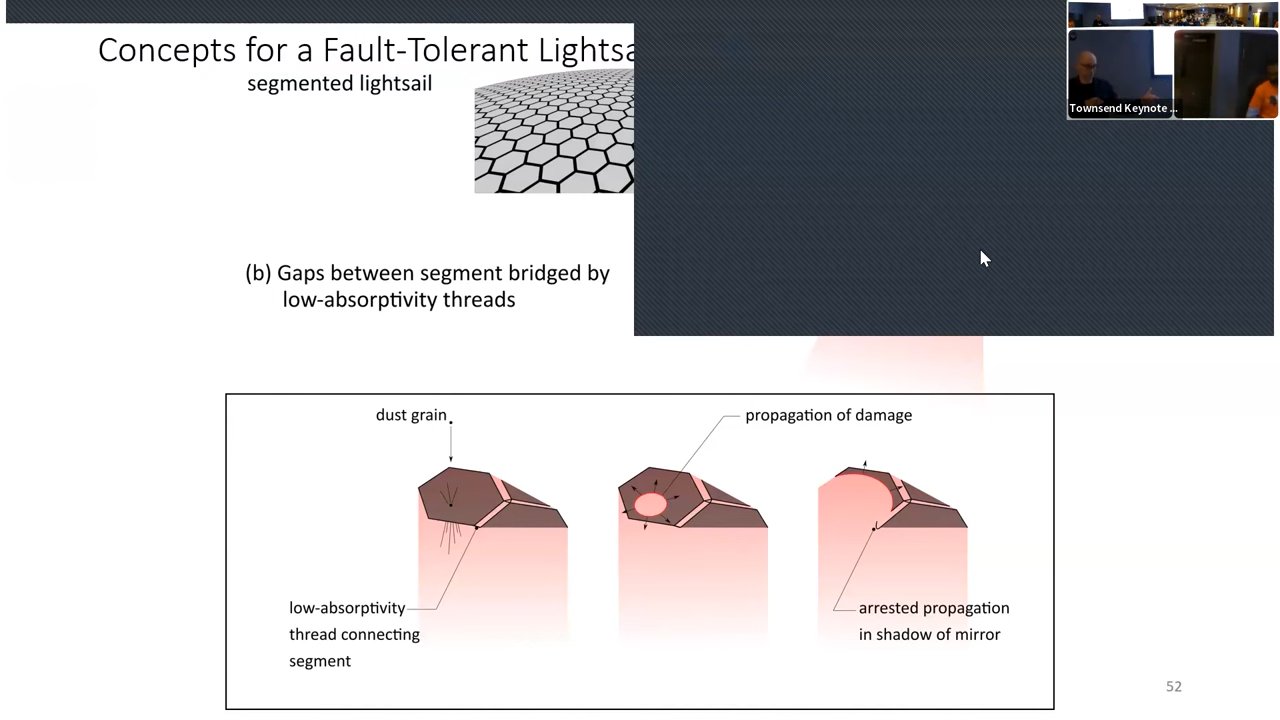 Concepts for a Fault-Tolerant Lightsa
segmented lightsail
Townsend Keynote ...
(b) Gaps between segment bridged by
low-absorptivity threads
dust grain
propagation of damage
low-absorptivity
thread connecting
segment
arrested propagation
in shadow of mirror
52